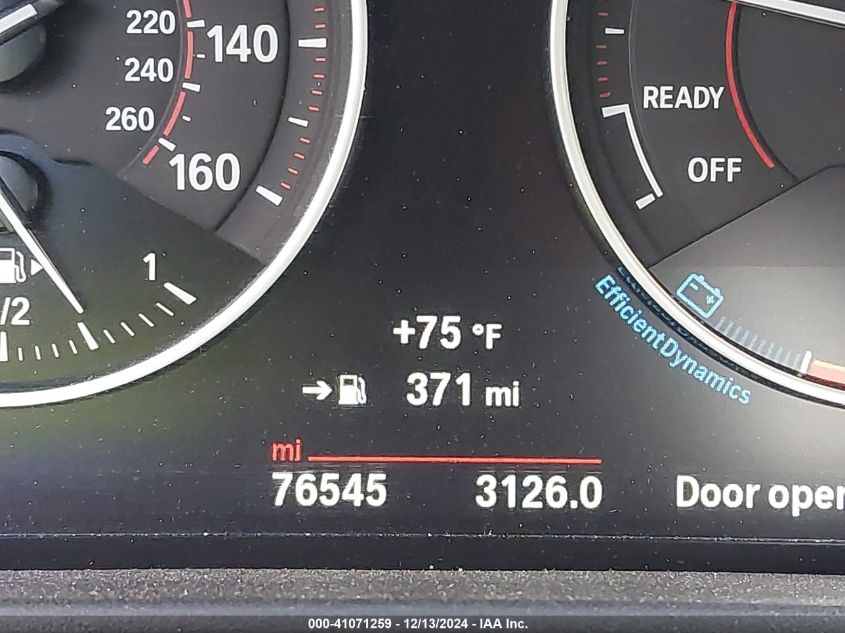 220
140
240
260
160
READY
OFF
1
/2
EfficientDynamics
+75 °F
371 mi
mi
76545 3126.0 Door oper
000-41071259 - 12/13/2024 - IAA Inc.